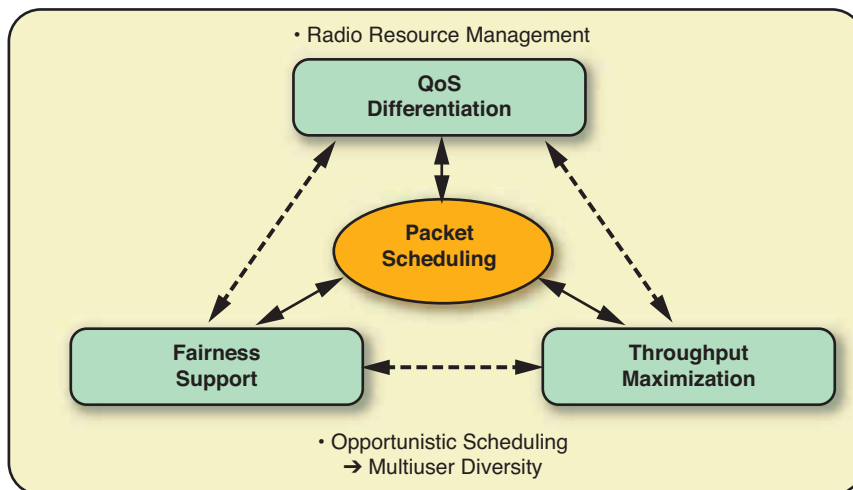 • Radio Resource Management
QoS
Differentiation
Packet
Scheduling
Fairness
Support
Throughput
Maximization
• Opportunistic Scheduling
➔ Multiuser Diversity